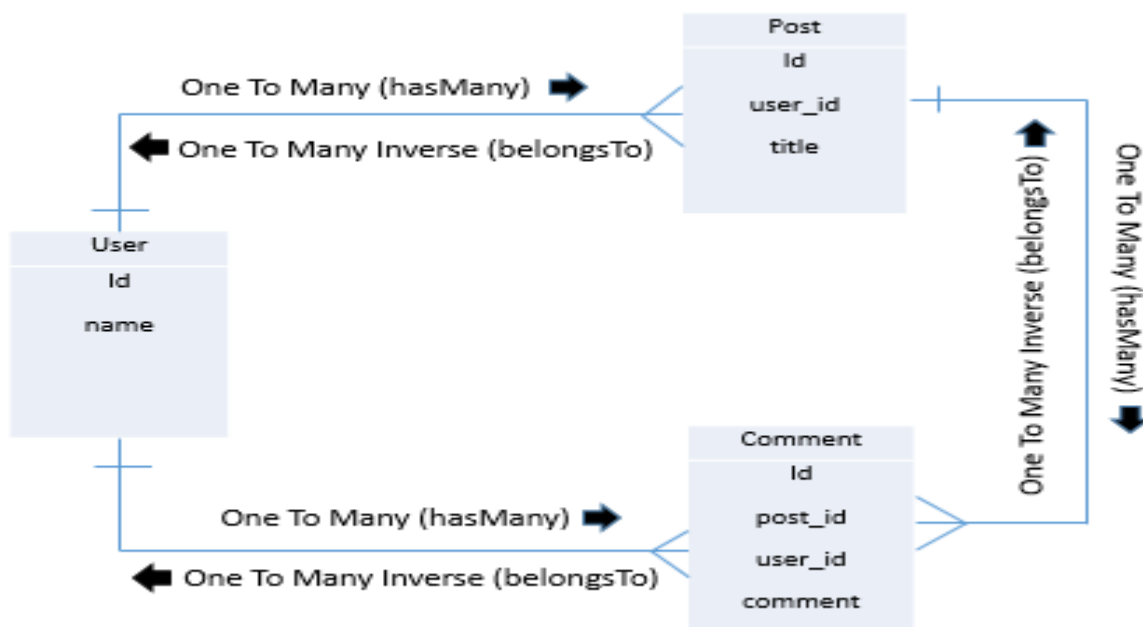 Post
Id
user_id
title
One To Many (hasMany)
One To Many Inverse (belongsTo)
User
Id
name
One To Many Inverse (belongsTo)
One To Many (hasMany)
Comment
Id
post_id
user_id
comment
One To Many (hasMany)
One To Many Inverse (belongsTo)